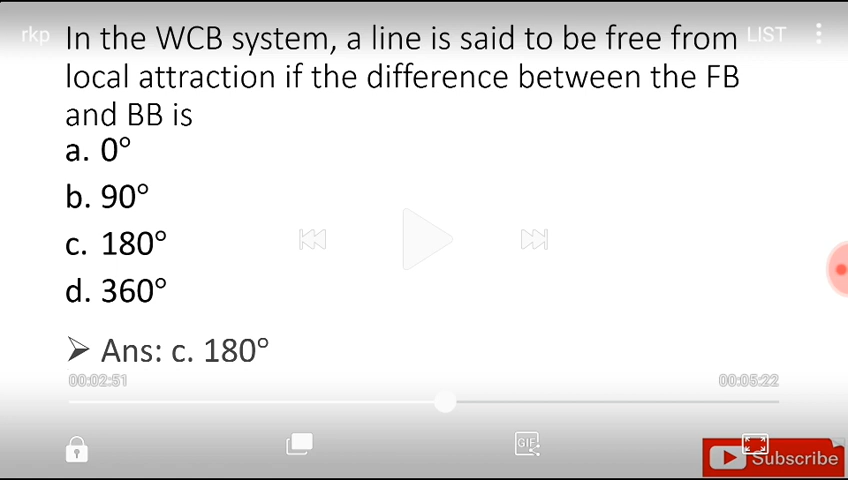 rkp
LIST
In the WCB system, a line is said to be free from
local attraction if the difference between the FB
and BB is
a. 0°
b. 90°
c. 180°
d. 360°
➢ Ans: c. 180°
00:02:51
00:05:22
GIF
Subscribe